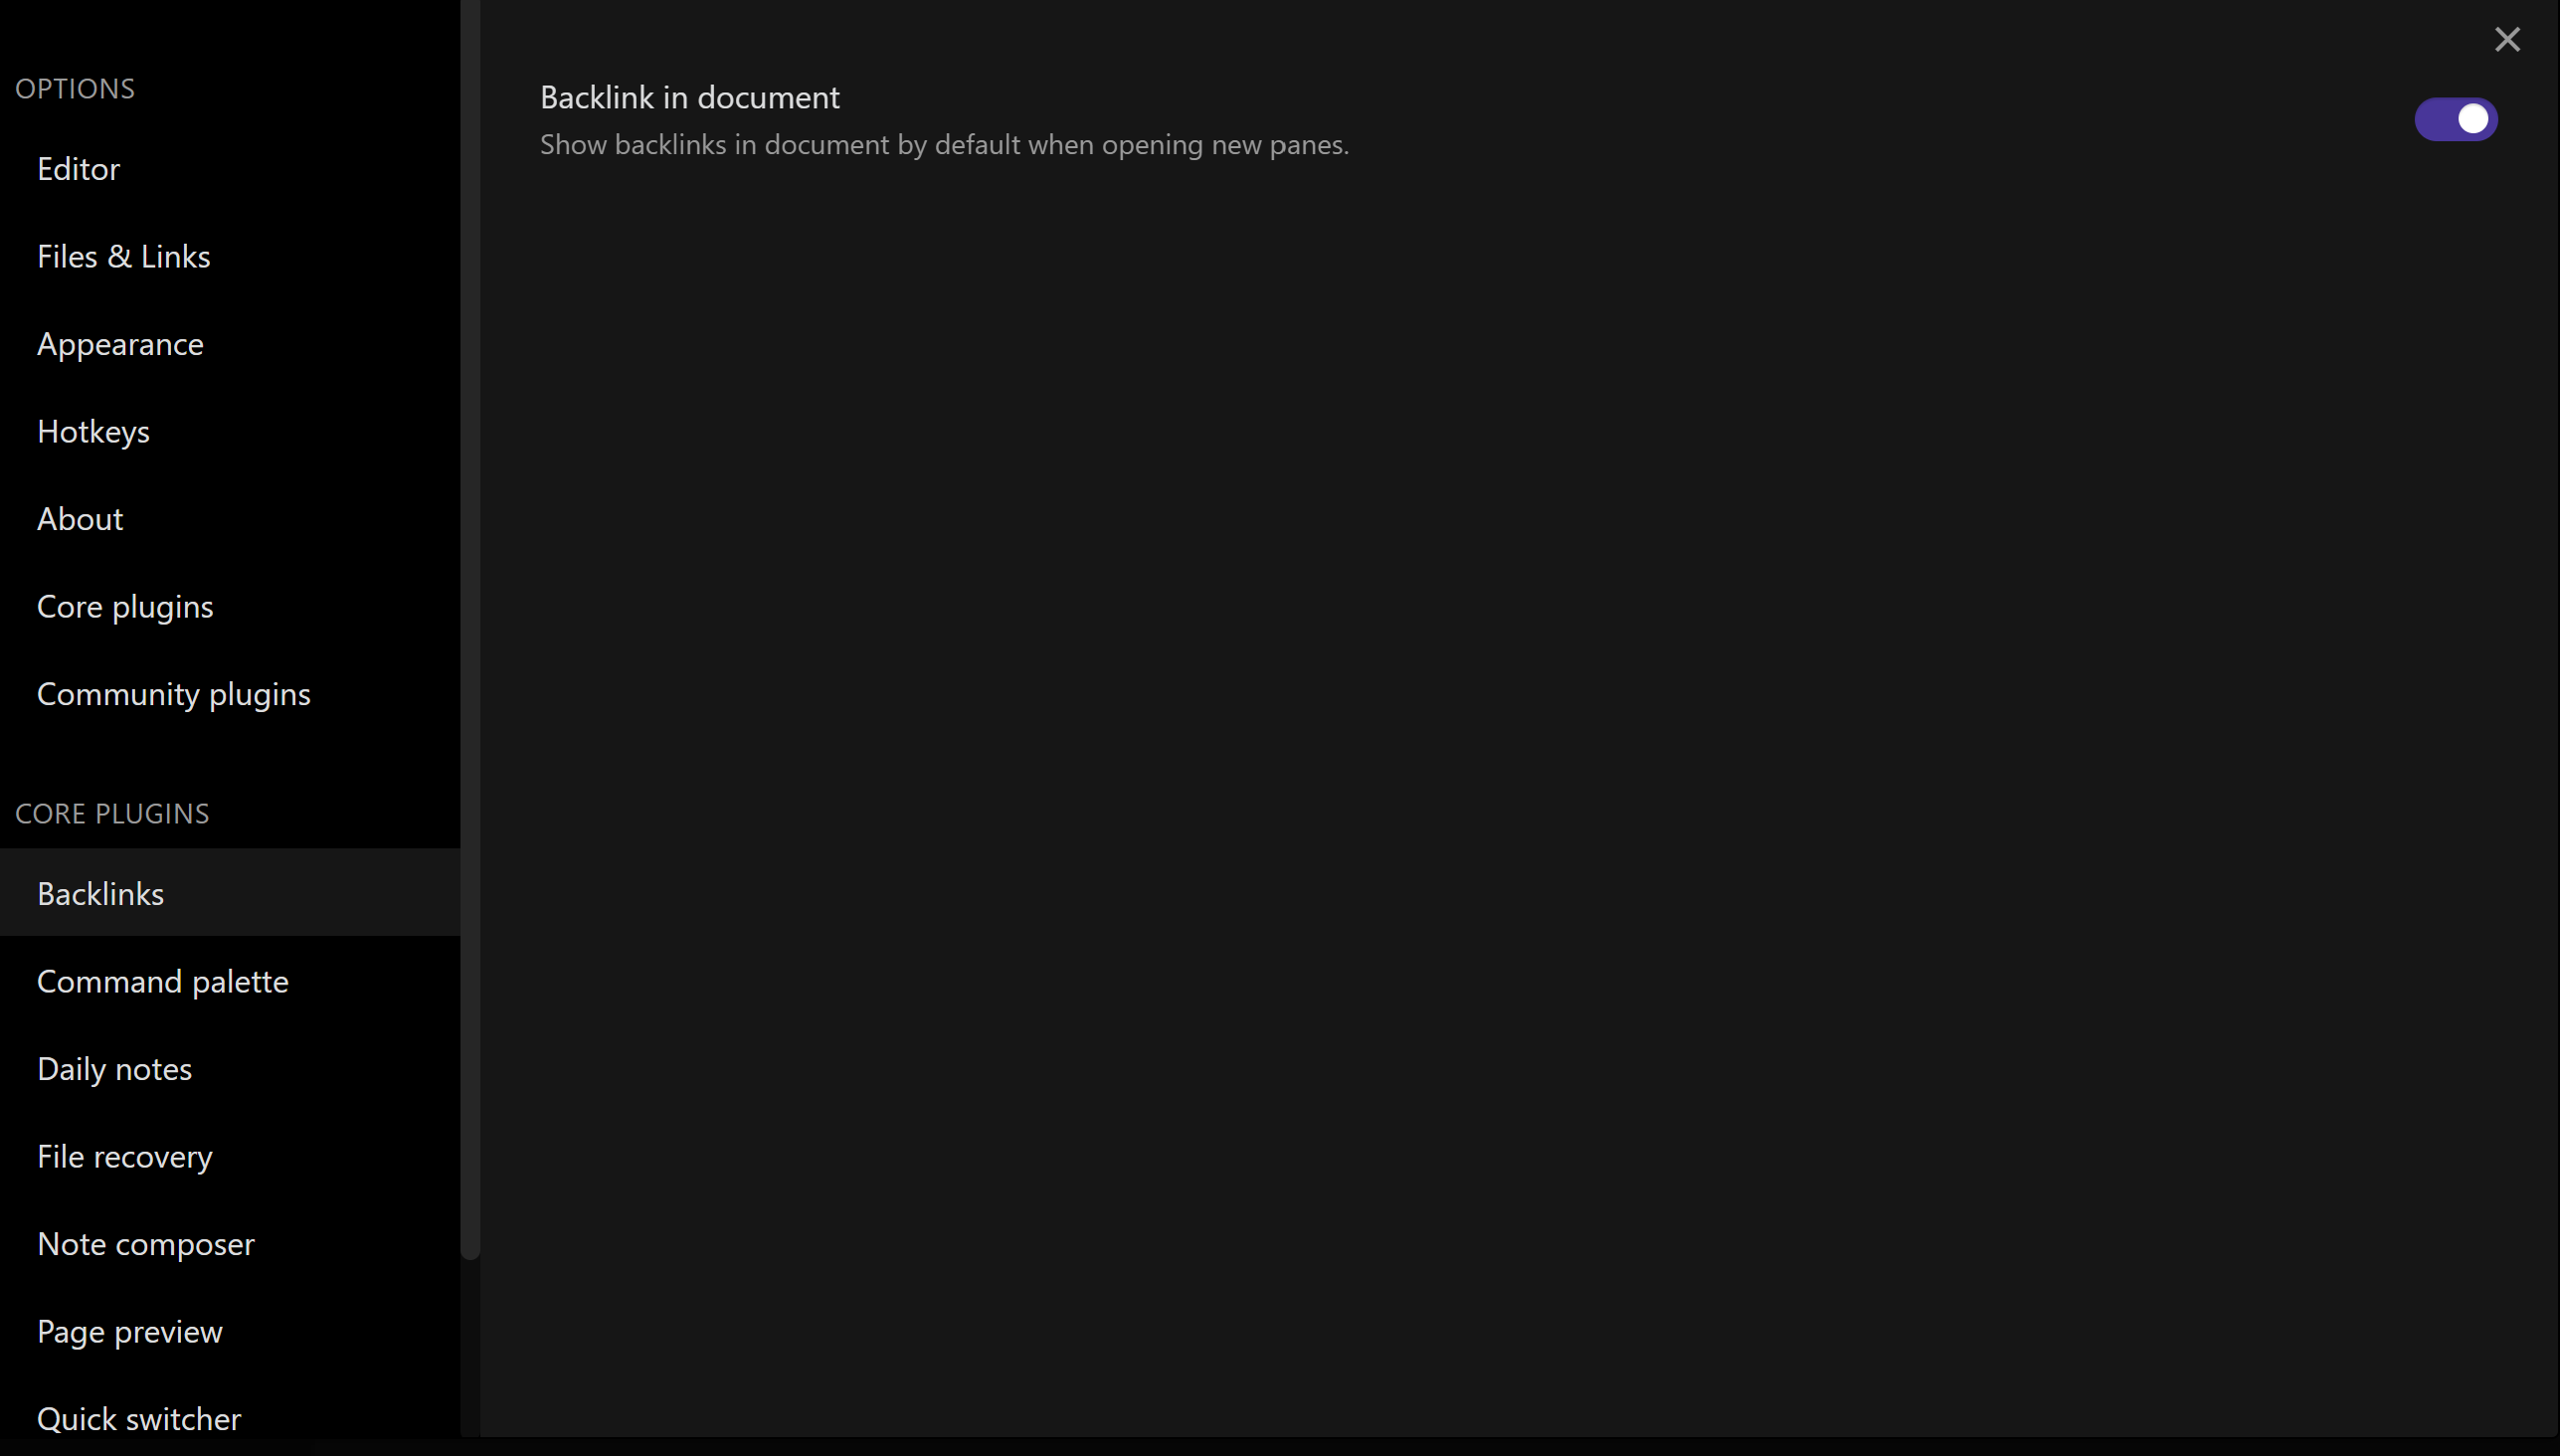 OPTIONS
Editor
Files & Links
Appearance
Hotkeys
About
Core plugins
Community plugins
CORE PLUGINS
Backlinks
Command palette
Daily notes
File recovery
Note composer
Page preview
Quick switcher
Backlink in document
Show backlinks in document by default when opening new panes.